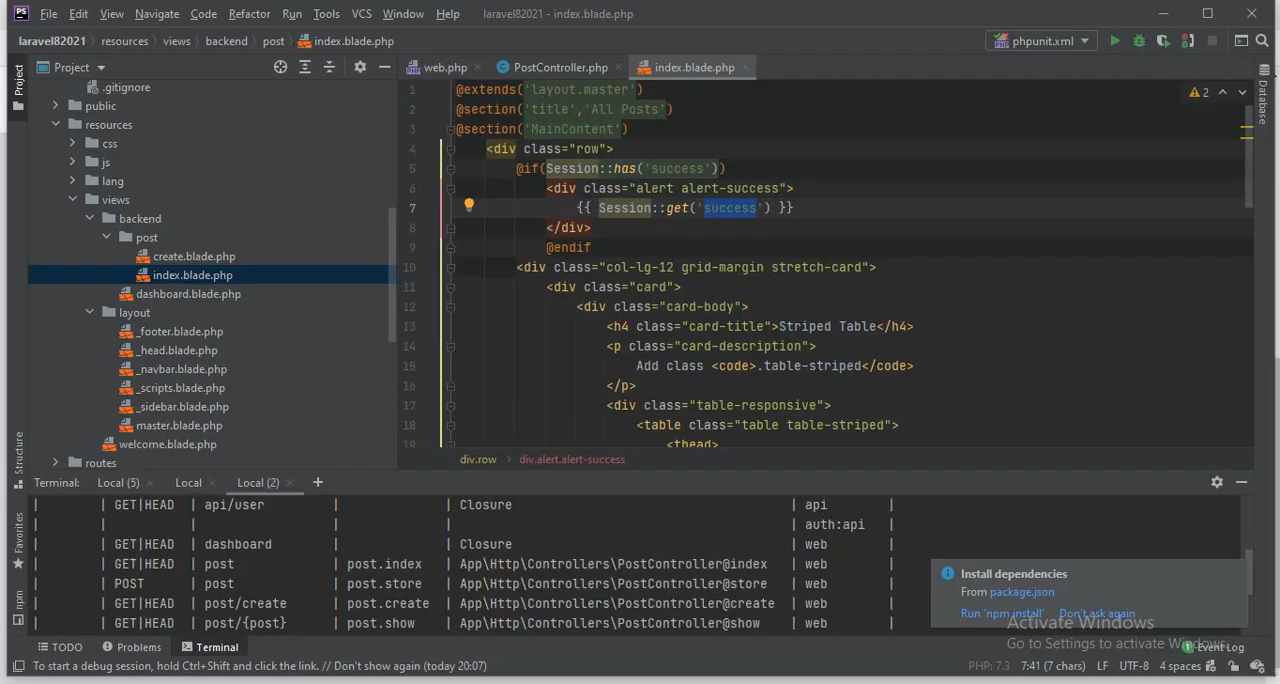 PS File Edit View Navigate Code Refactor Run Tools VCS Window Help laravel82021 - index.blade.php
laravel82021 resources views backend post index.blade.php phpunit.xml
Project Project web.php PostController.php index.blade.php Database
.gitignore
public
resources
css
js
lang
views
backend
post
create.blade.php
index.blade.php
dashboard.blade.php
layout
_footer.blade.php
_head.blade.php
_navbar.blade.php
_scripts.blade.php
_sidebar.blade.php
master.blade.php
welcome.blade.php
routes
1 @extends('layout.master')
2 @section('title','All Posts')
3 @section('MainContent')
4 <div class="row">
5 @if(Session::has('success'))
6 <div class="alert alert-success">
7 {{ Session::get('success') }}
8 </div>
9 @endif
10 <div class="col-lg-12 grid-margin stretch-card">
11 <div class="card">
12 <div class="card-body">
13 <h4 class="card-title">Striped Table</h4>
14 <p class="card-description">
15 Add class <code>.table-striped</code>
16 </p>
17 <div class="table-responsive">
18 <table class="table table-striped">
19 <thead>
2
div.row div.alert.alert-success
Structure
Favorites
npm
Terminal: Local (5) Local Local (2) +
| | GET|HEAD | api/user | | Closure | api |
| | | | | | auth:api |
| | GET|HEAD | dashboard | | Closure | web |
| | GET|HEAD | post | post.index | App\Http\Controllers\PostController@index | web |
| | POST | post | post.store | App\Http\Controllers\PostController@store | web |
| | GET|HEAD | post/create | post.create | App\Http\Controllers\PostController@create | web |
| | GET|HEAD | post/{post} | post.show | App\Http\Controllers\PostController@show | web |
Install dependencies
From package.json
Run 'npm install' Don't ask again
Activate Windows
Go to Settings to activate Windows.
TODO Problems Terminal 1 Event Log
To start a debug session, hold Ctrl+Shift and click the link. // Don't show again (today 20:07) PHP: 7.3 7:41 (7 chars) LF UTF-8 4 spaces